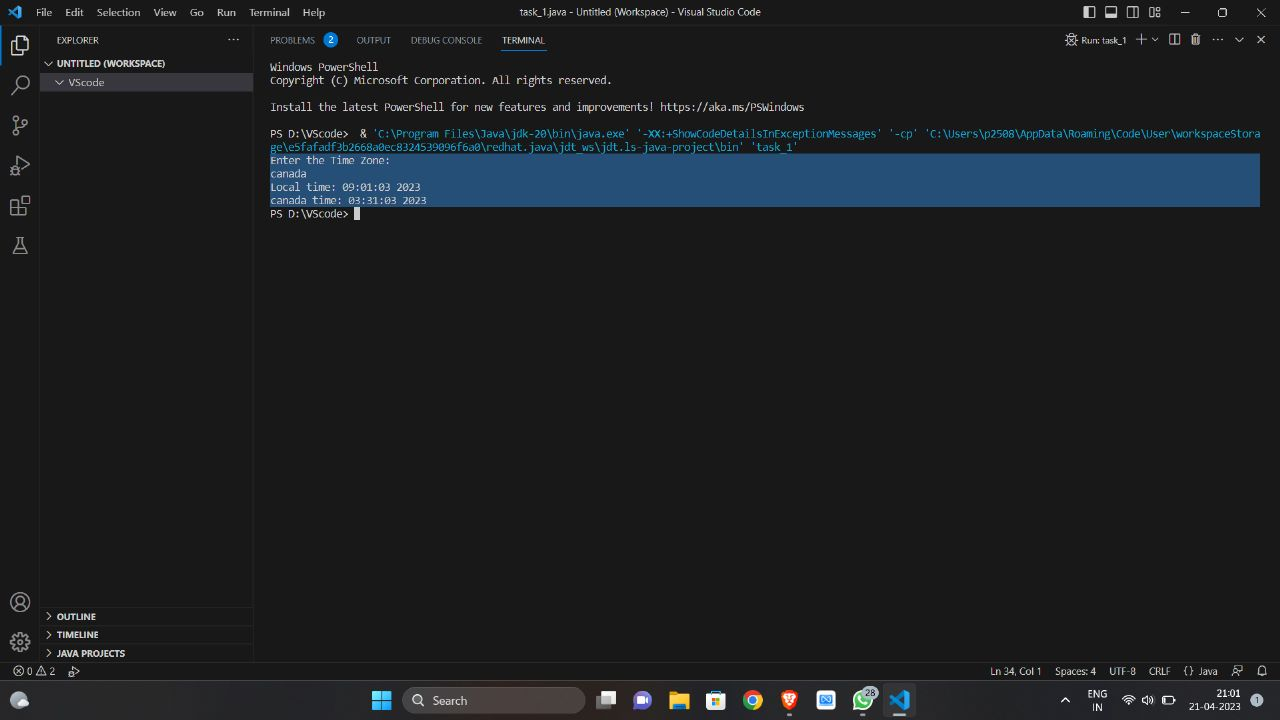 File Edit Selection View Go Run Terminal Help task_1.java - Untitled (Workspace) - Visual Studio Code
EXPLORER ···
UNTITLED (WORKSPACE)
VScode
PROBLEMS 2 OUTPUT DEBUG CONSOLE TERMINAL Run: task_1
Windows PowerShell
Copyright (C) Microsoft Corporation. All rights reserved.
Install the latest PowerShell for new features and improvements! https://aka.ms/PSWindows
PS D:\VScode>  & 'C:\Program Files\Java\jdk-20\bin\java.exe' '-XX:+ShowCodeDetailsInExceptionMessages' '-cp' 'C:\Users\p2508\AppData\Roaming\Code\User\workspaceStora
ge\e5fafadf3b2668a0ec8324539096f6a0\redhat.java\jdt_ws\jdt.ls-java-project\bin' 'task_1'
Enter the Time Zone:
canada
Local time: 09:01:03 2023
canada time: 03:31:03 2023
PS D:\VScode>
OUTLINE
TIMELINE
JAVA PROJECTS
0 2 Ln 34, Col 1 Spaces: 4 UTF-8 CRLF {} Java
Search 28 ENG IN 21:01
21-04-2023 1